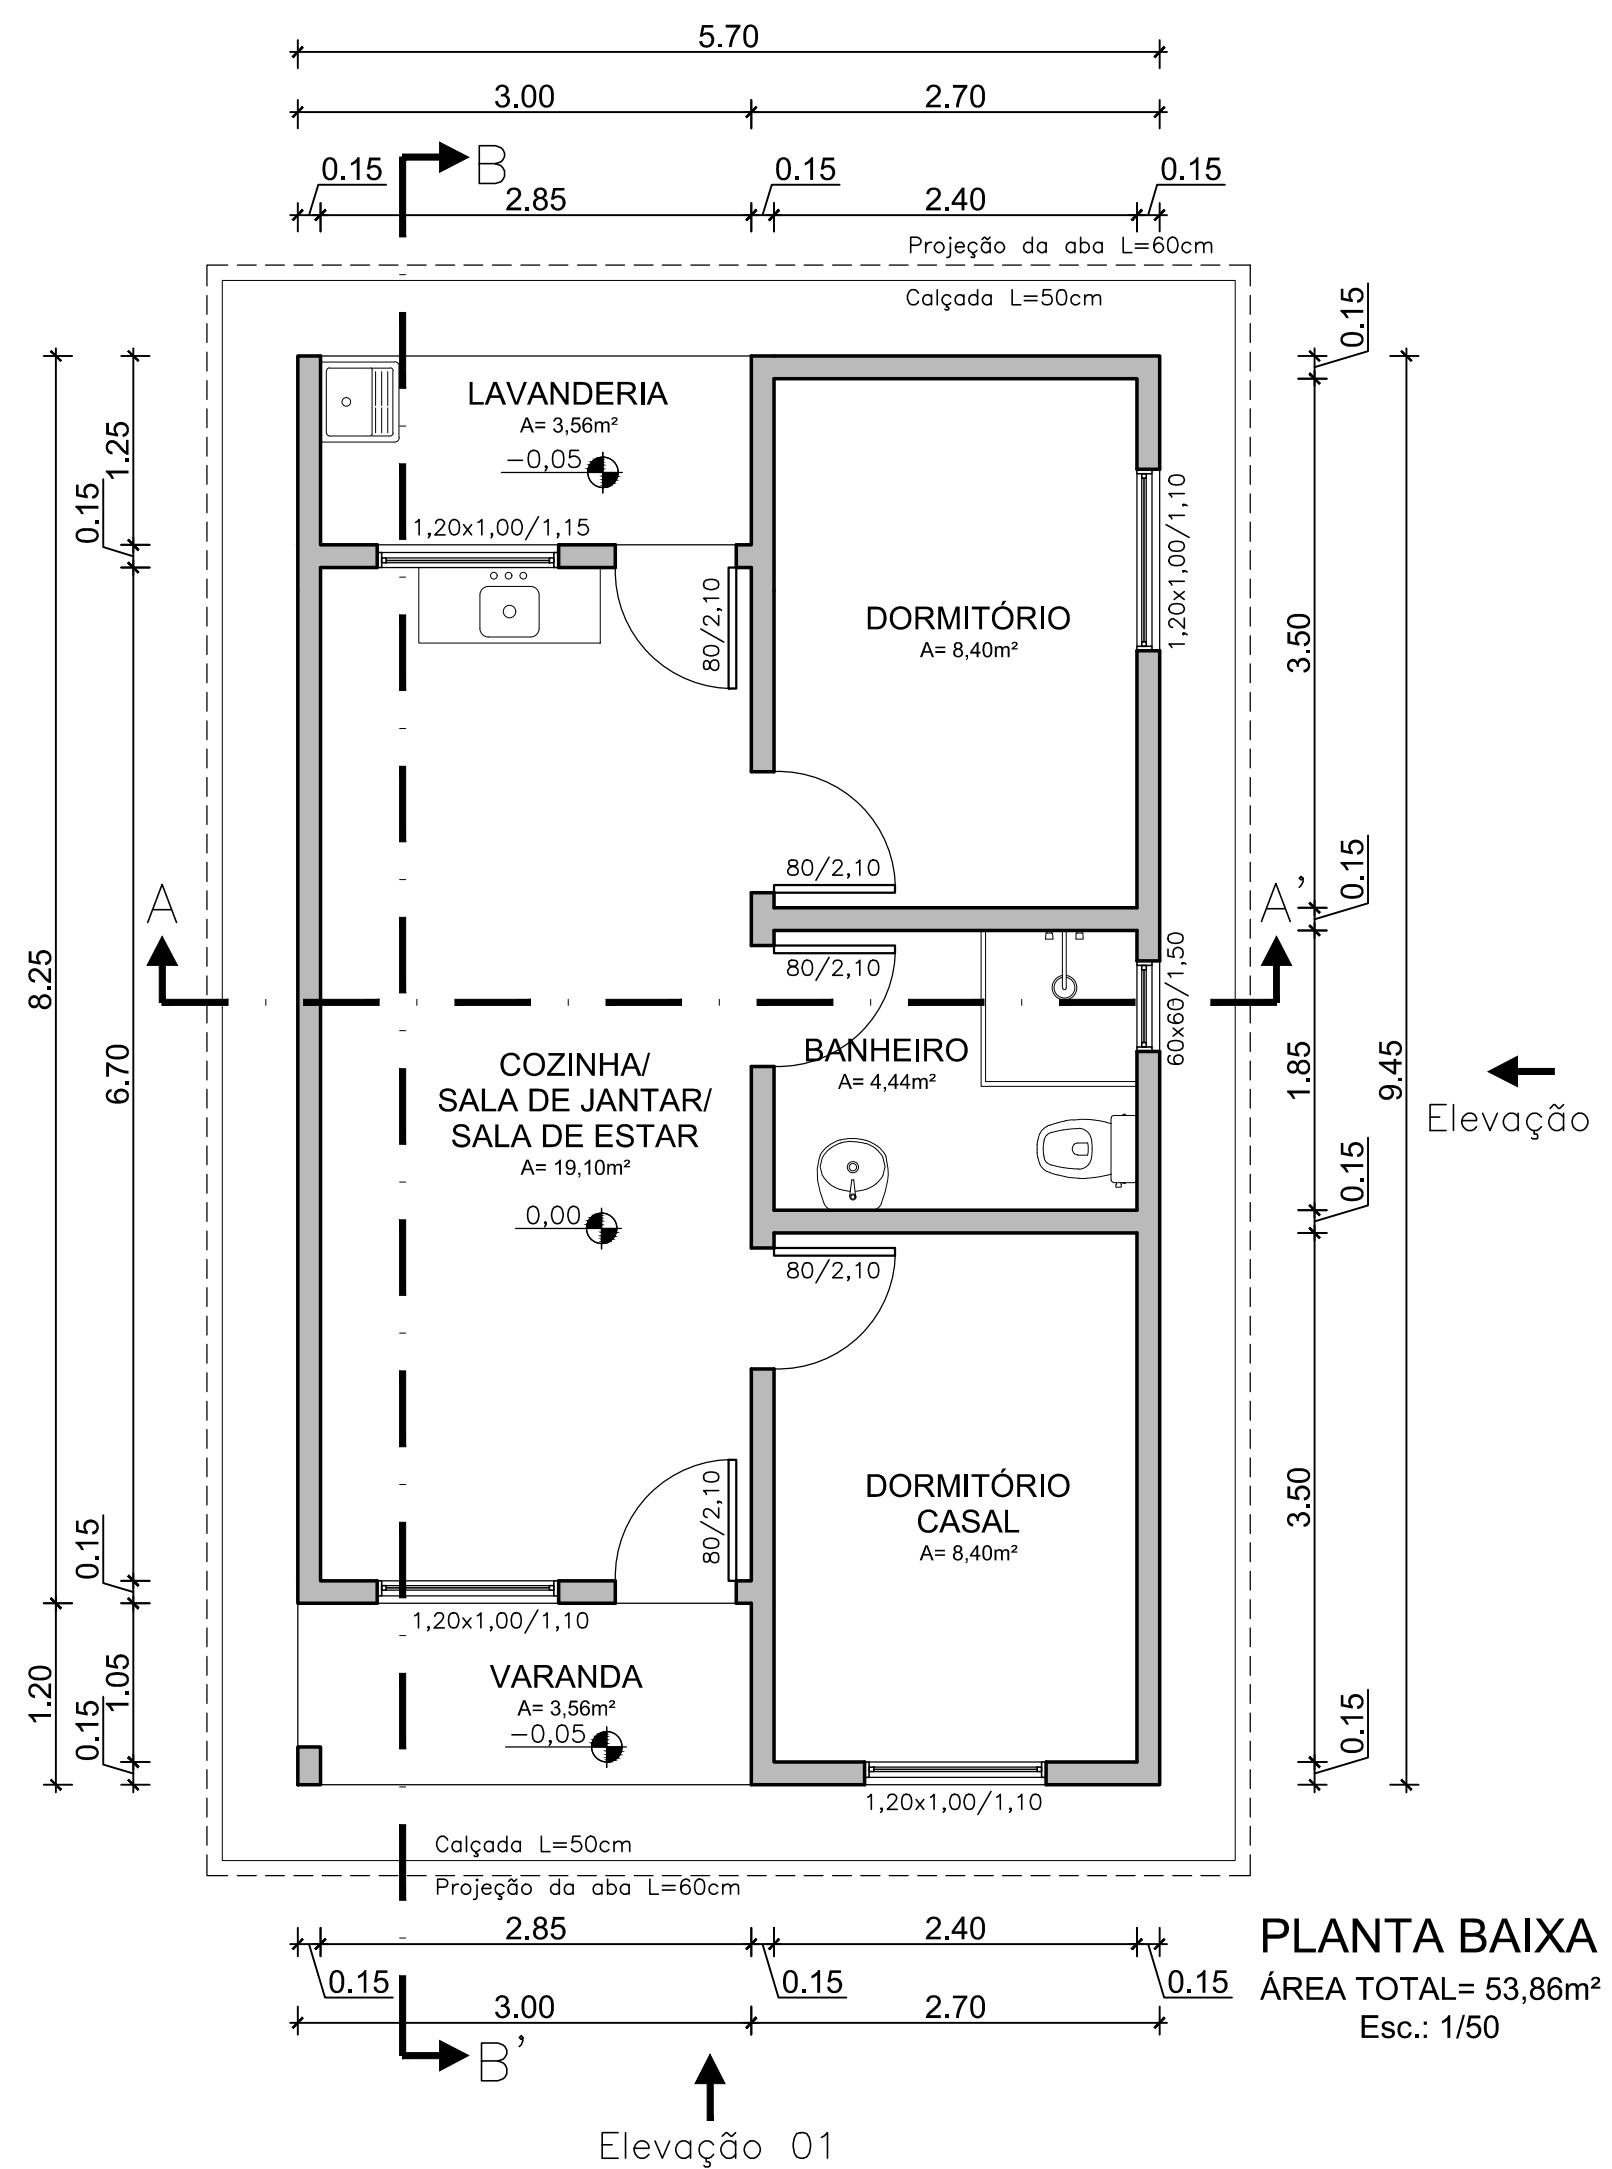 5.70
3.00
2.70
B
0.15
0.15
0.15
2.85
2.40
Projeção da aba L=60cm
Calçada L=50cm
0.15
LAVANDERIA
A= 3,56m²
-0,05
1.25
0.15
1,20x1,00/1,15
1,20x1,00/1,10
80/2,10
DORMITÓRIO
A= 8,40m²
3.50
80/2,10
0.15
A
A'
80/2,10
60x60/1,50
8.25
6.70
COZINHA/
SALA DE JANTAR/
SALA DE ESTAR
A= 19,10m²
0,00
BANHEIRO
A= 4,44m²
1.85
9.45
Elevação
0.15
80/2,10
DORMITÓRIO
CASAL
A= 8,40m²
3.50
80/2,10
0.15
1,20x1,00/1,10
VARANDA
A= 3,56m²
-0,05
1.20
1.05
0.15
0.15
1,20x1,00/1,10
Calçada L=50cm
Projeção da aba L=60cm
2.85
2.40
0.15
0.15
0.15
3.00
2.70
B'
PLANTA BAIXA
ÁREA TOTAL= 53,86m²
Esc.: 1/50
Elevação 01